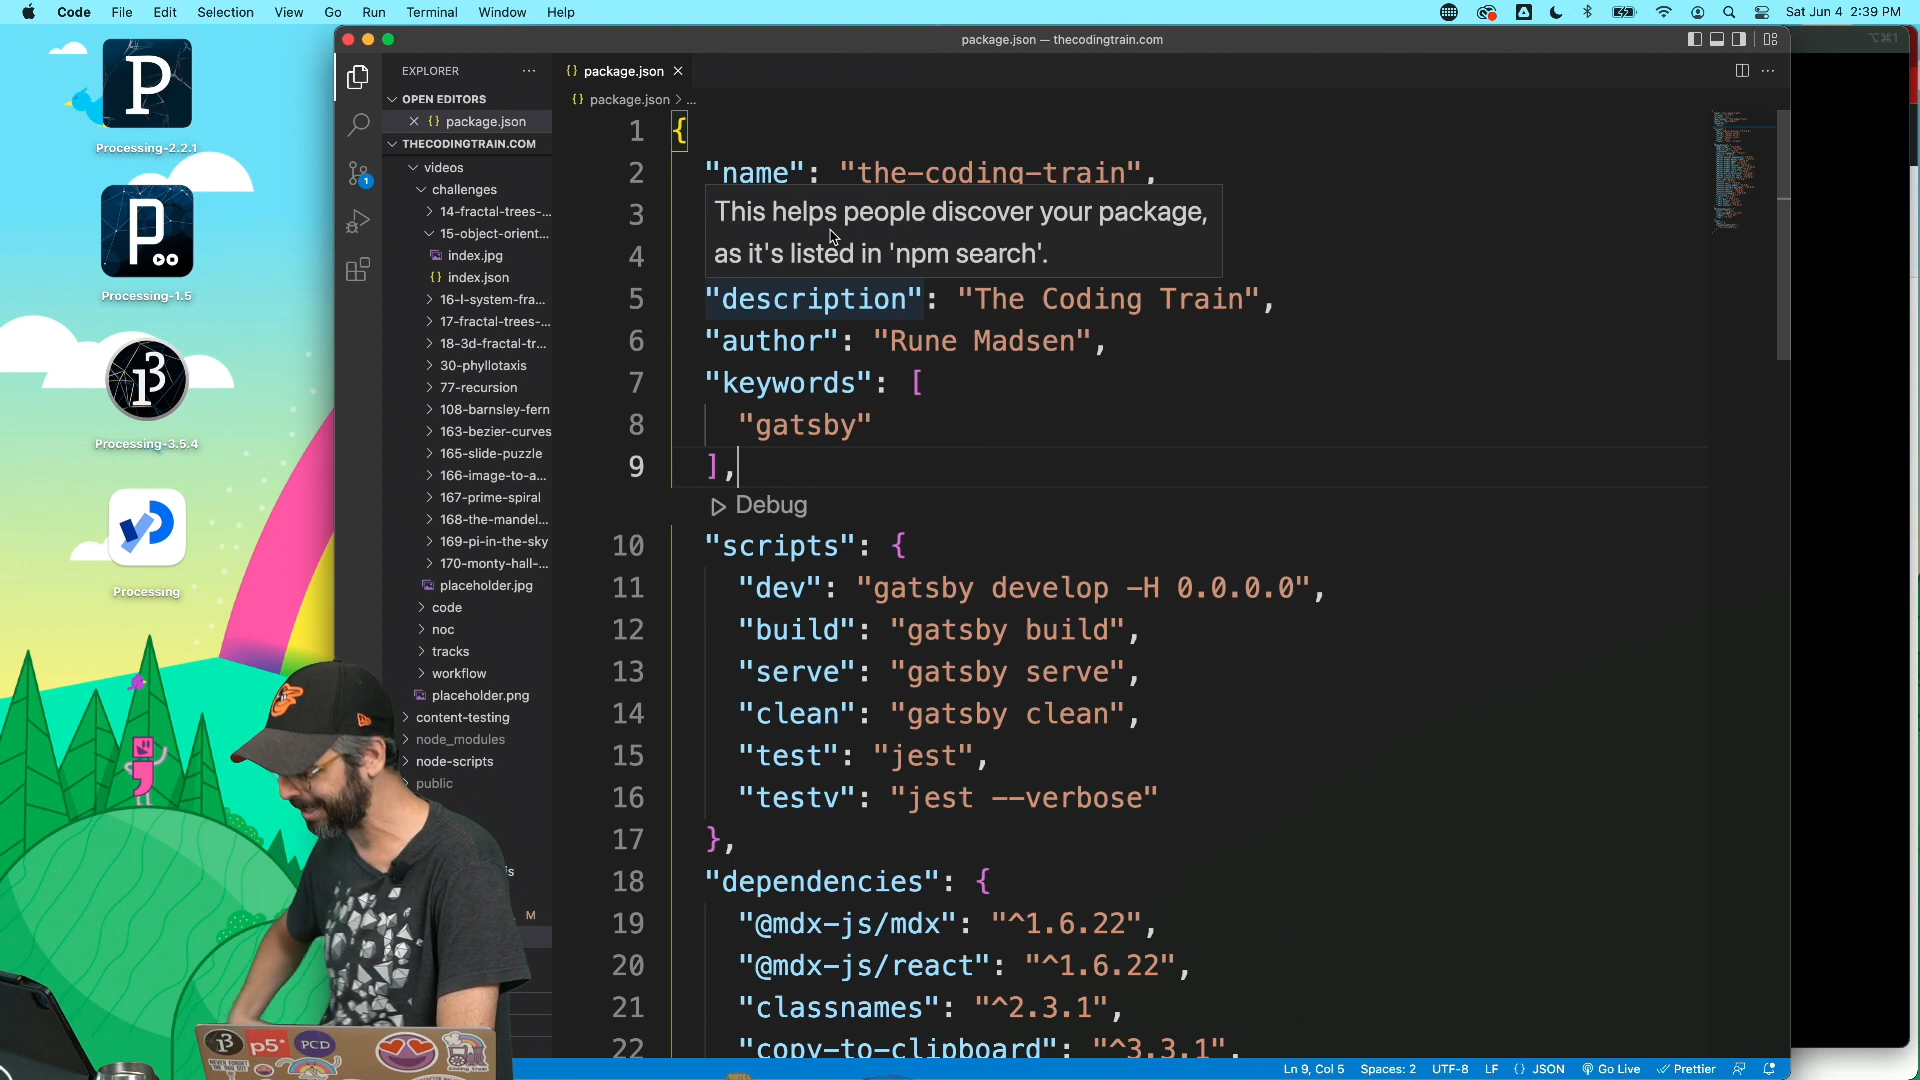 Code File Edit Selection View Go Run Terminal Window Help
Sat Jun 4 2:39 PM
package.json — thecodingtrain.com
⌥⌘1
Processing-2.2.1
Processing-1.5
Processing-3.5.4
Processing
EXPLORER
OPEN EDITORS
package.json
THECODINGTRAIN.COM
videos
challenges
14-fractal-trees-...
15-object-orient...
index.jpg
index.json
16-l-system-fra...
17-fractal-trees-...
18-3d-fractal-tr...
30-phyllotaxis
77-recursion
108-barnsley-fern
163-bezier-curves
165-slide-puzzle
166-image-to-a...
167-prime-spiral
168-the-mandel...
169-pi-in-the-sky
170-monty-hall-...
placeholder.jpg
code
noc
tracks
workflow
placeholder.png
content-testing
node_modules
node-scripts
public
js
M
1
{} package.json
{} package.json > ...
1 {
2 "name": "the-coding-train",
3
This helps people discover your package,
4
as it's listed in 'npm search'.
5 "description": "The Coding Train",
6 "author": "Rune Madsen",
7 "keywords": [
8 "gatsby"
9 ],
Debug
10 "scripts": {
11 "dev": "gatsby develop -H 0.0.0.0",
12 "build": "gatsby build",
13 "serve": "gatsby serve",
14 "clean": "gatsby clean",
15 "test": "jest",
16 "testv": "jest --verbose"
17 },
18 "dependencies": {
19 "@mdx-js/mdx": "^1.6.22",
20 "@mdx-js/react": "^1.6.22",
21 "classnames": "^2.3.1",
22 "copy-to-clipboard": "^3.3.1",
Ln 9, Col 5 Spaces: 2 UTF-8 LF {} JSON Go Live Prettier
p5*
PCD
NEVER FORGET